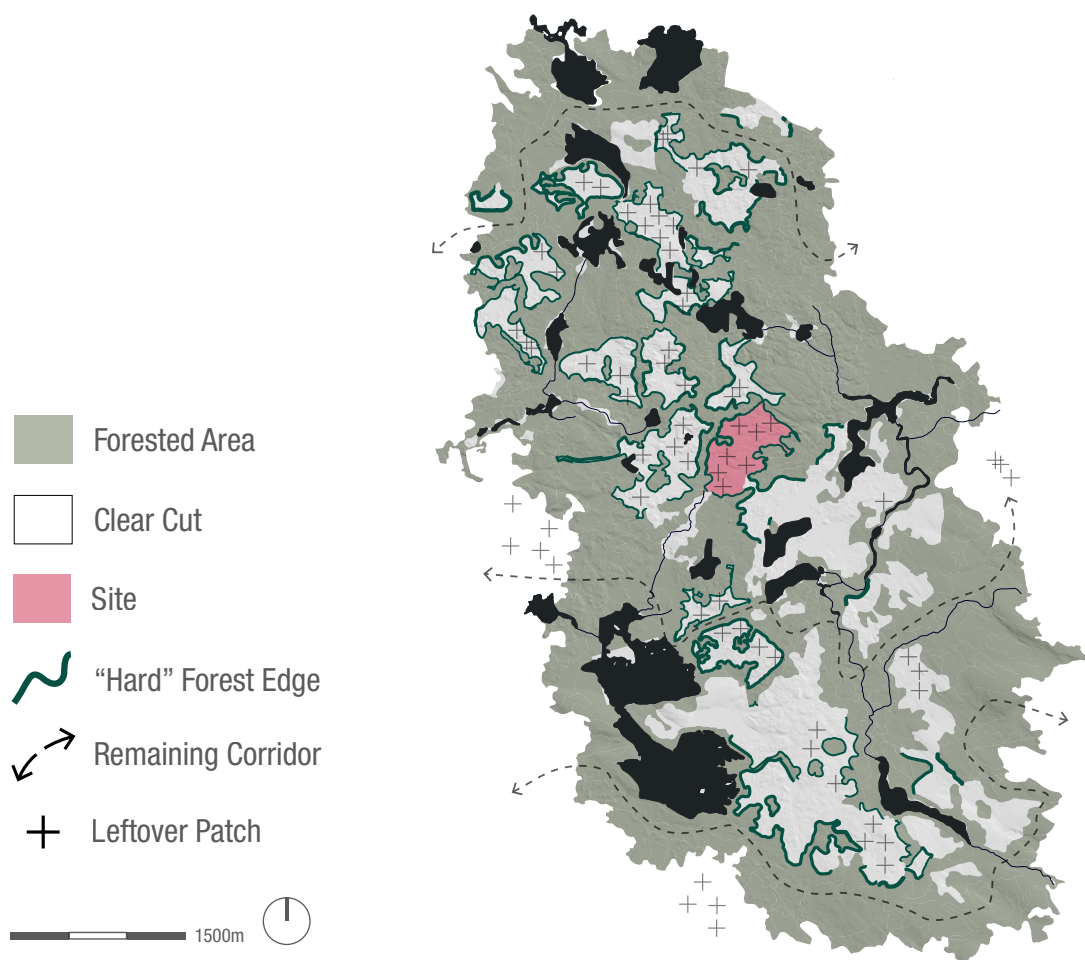 Forested Area
Clear Cut
Site
“Hard” Forest Edge
Remaining Corridor
Leftover Patch
1500m